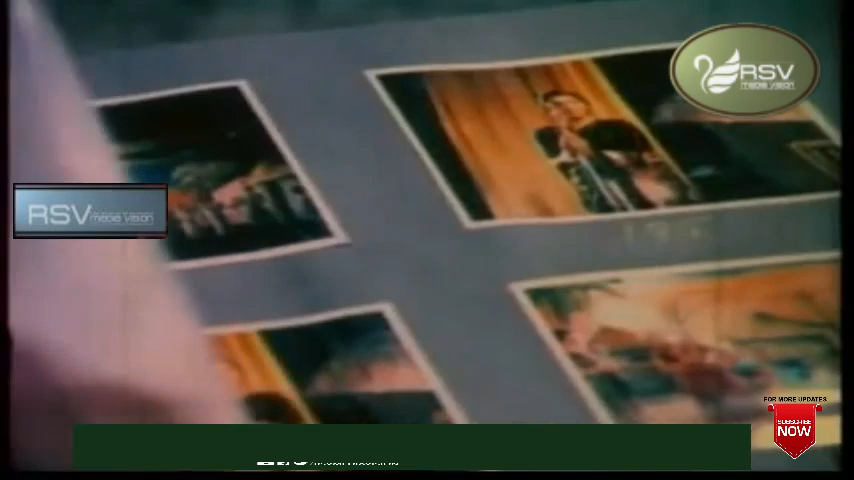 RSV
MEDIA VISION
RSV
MEDIA VISION
FOR MORE UPDATES
SUBSCRIBE
NOW